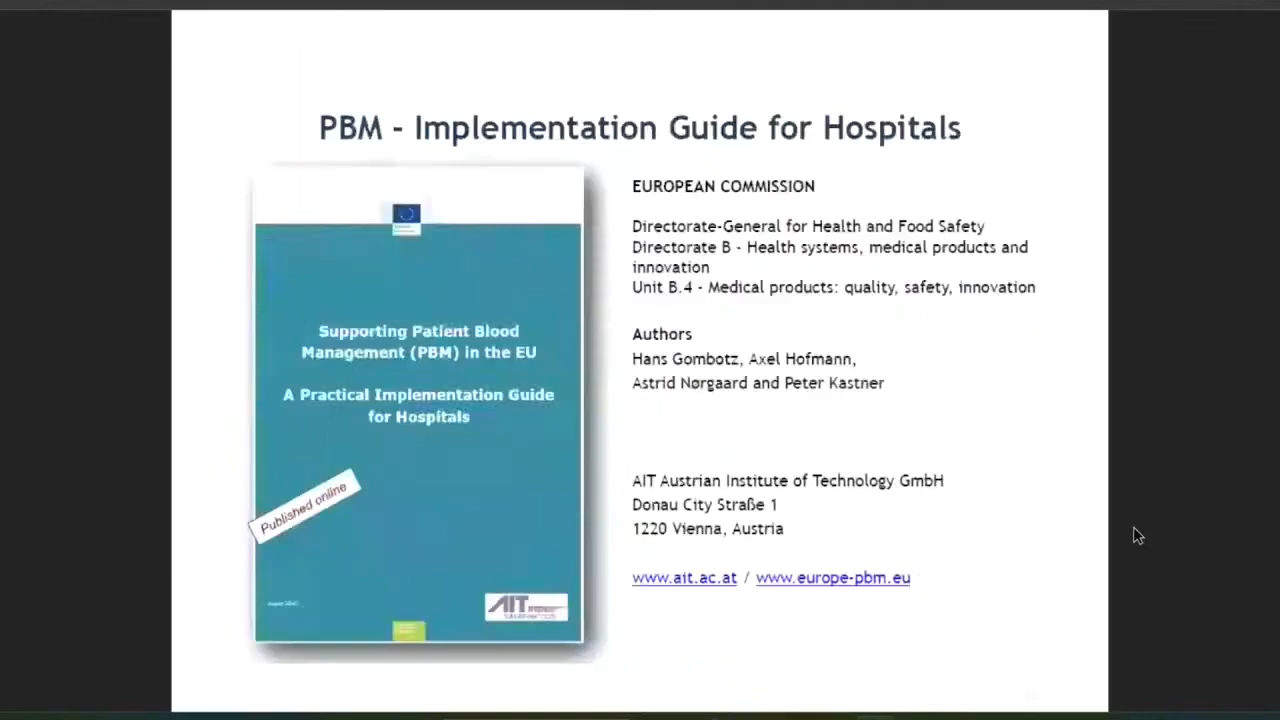 PBM - Implementation Guide for Hospitals
Supporting Patient Blood
Management (PBM) in the EU
A Practical Implementation Guide
for Hospitals
Published online
AIT
EUROPEAN COMMISSION
Directorate-General for Health and Food Safety
Directorate B - Health systems, medical products and
innovation
Unit B.4 - Medical products: quality, safety, innovation
Authors
Hans Gombotz, Axel Hofmann,
Astrid Nørgaard and Peter Kastner
AIT Austrian Institute of Technology GmbH
Donau City Straße 1
1220 Vienna, Austria
www.ait.ac.at / www.europe-pbm.eu